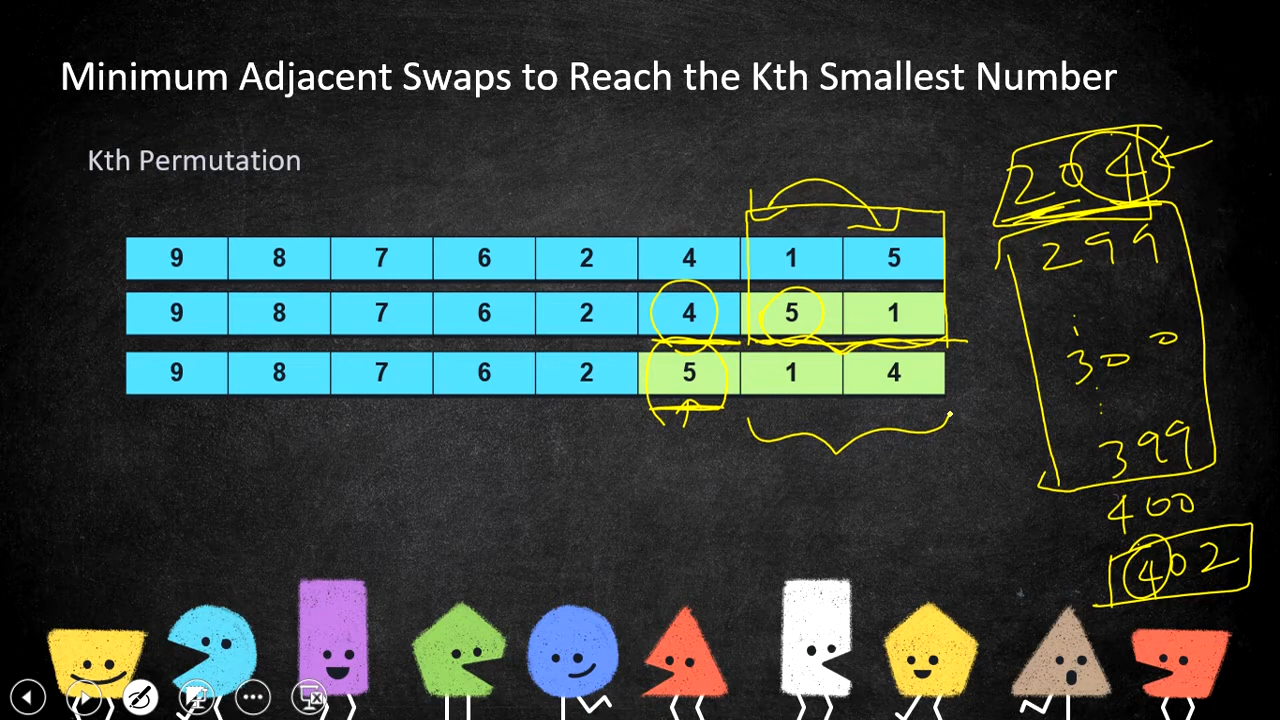 Minimum Adjacent Swaps to Reach the Kth Smallest Number
Kth Permutation
9 8 7 6 2 4 1 5
9 8 7 6 2 4 5 1
9 8 7 6 2 5 1 4
204
299
300
399
400
402